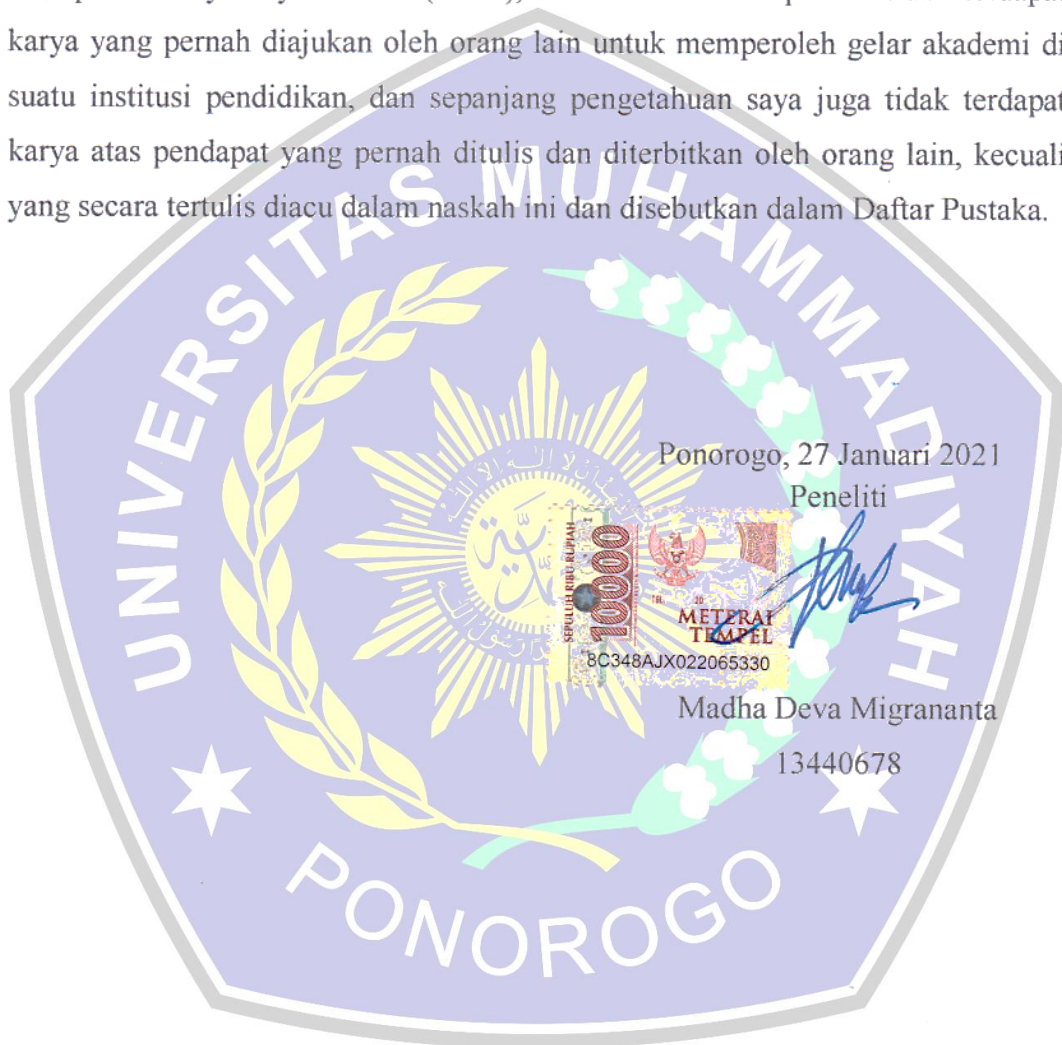 karya yang pernah diajukan oleh orang lain untuk memperoleh gelar akademi di
suatu institusi pendidikan, dan sepanjang pengetahuan saya juga tidak terdapat
karya atas pendapat yang pernah ditulis dan diterbitkan oleh orang lain, kecuali
yang secara tertulis diacu dalam naskah ini dan disebutkan dalam Daftar Pustaka.
UNIVERSITAS MUHAMMADIYAH
Ponorogo, 27 Januari 2021
Peneliti
SEPULUH RIBU RUPIAH
10000
TGL. 20
METERAI
TEMPEL
8C348AJX022065330
Madha Deva Migrananta
13440678
PONOROGO